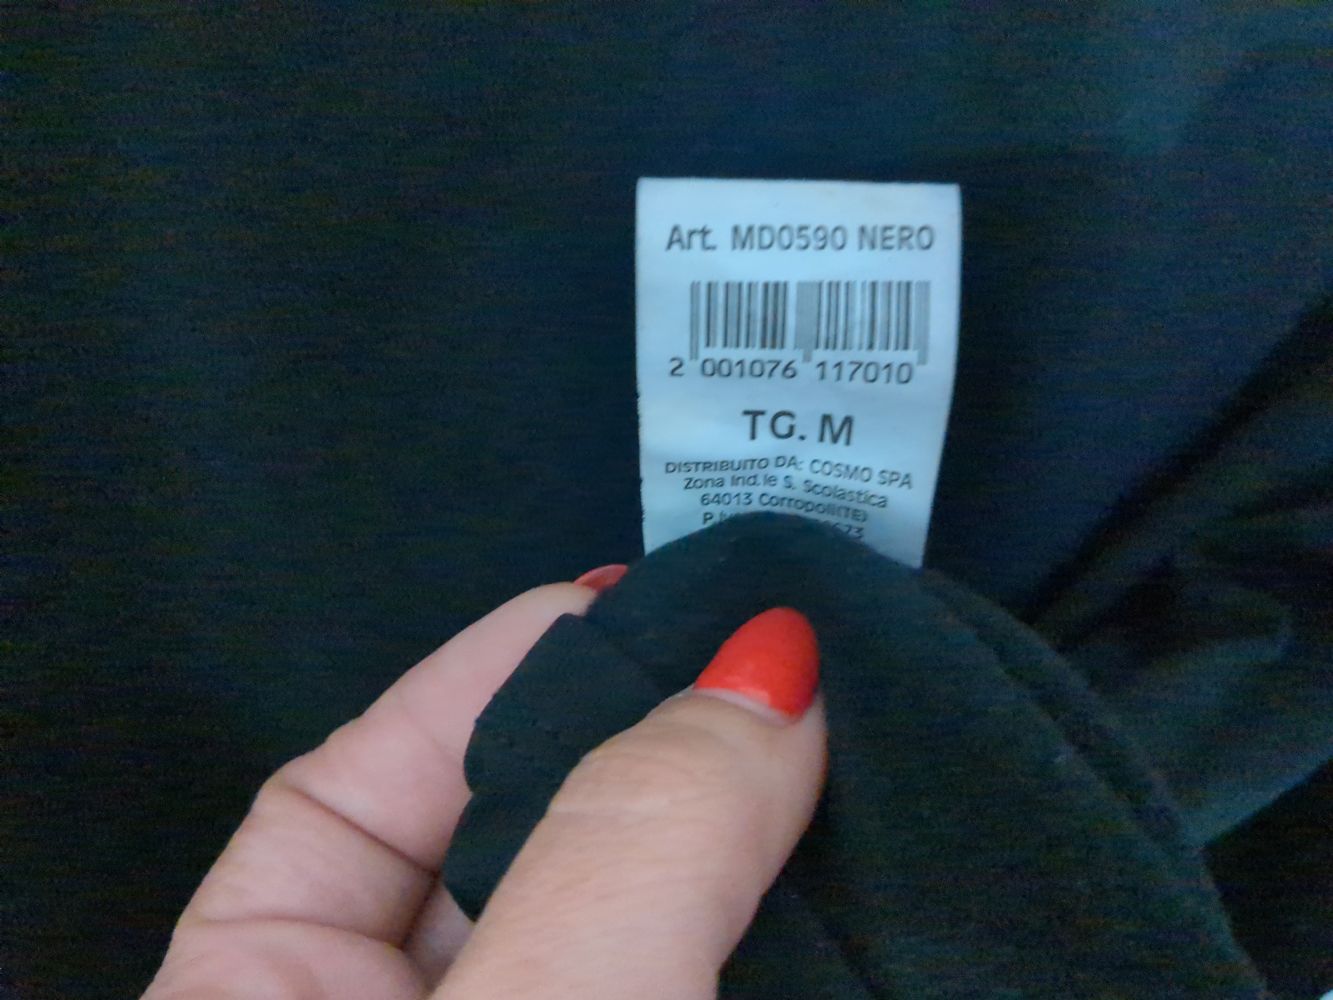 Art. MD0590 NERO
2 001076 117010
TG. M
DISTRIBUITO DA: COSMO SPA
Zona Ind.le S. Scolastica
64013 Corropoli(TE)